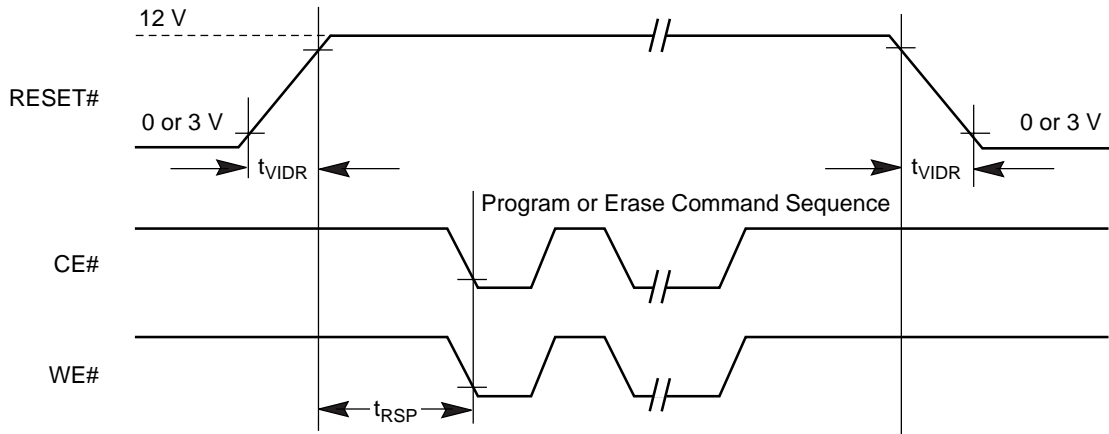 12 V
RESET#
0 or 3 V
0 or 3 V
tVIDR
tVIDR
Program or Erase Command Sequence
CE#
WE#
tRSP